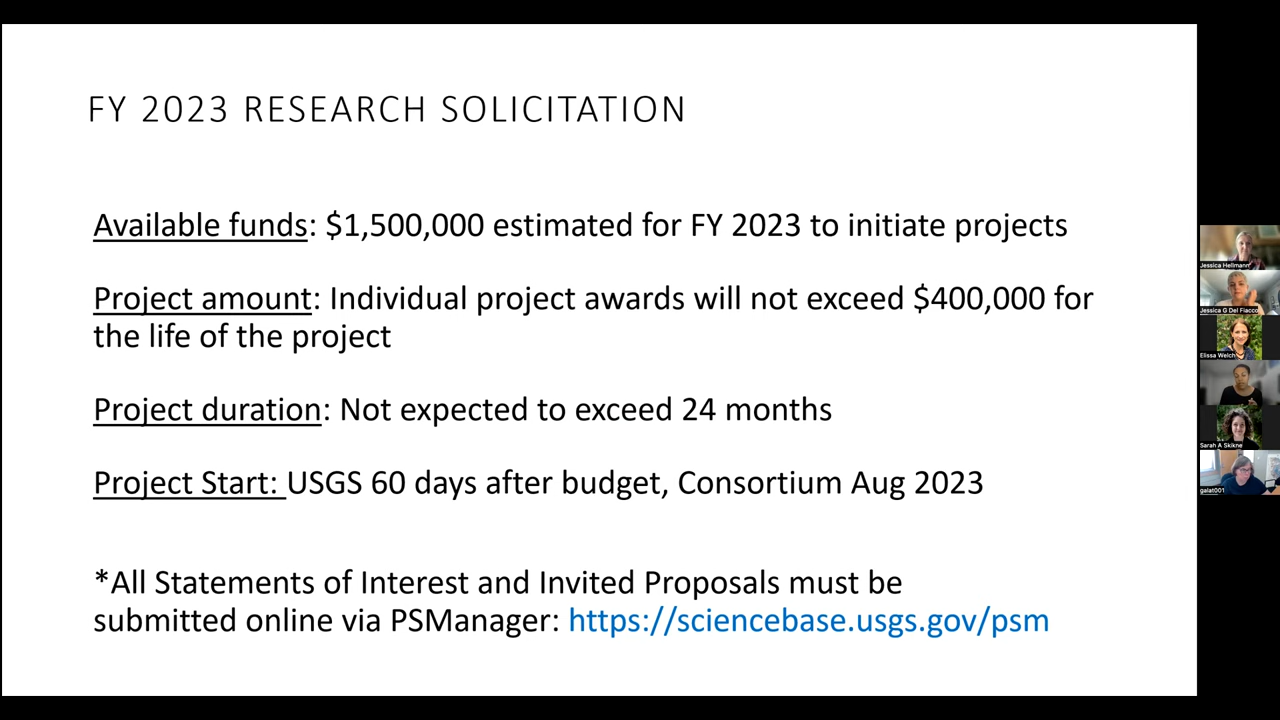 FY 2023 RESEARCH SOLICITATION
Available funds: $1,500,000 estimated for FY 2023 to initiate projects
Project amount: Individual project awards will not exceed $400,000 for
the life of the project
Project duration: Not expected to exceed 24 months
Project Start: USGS 60 days after budget, Consortium Aug 2023
*All Statements of Interest and Invited Proposals must be
submitted online via PSManager: https://sciencebase.usgs.gov/psm
Jessica Hellmann
Jessica G Del Fiacco
Elissa Welch
Sarah A Skikne
galat001